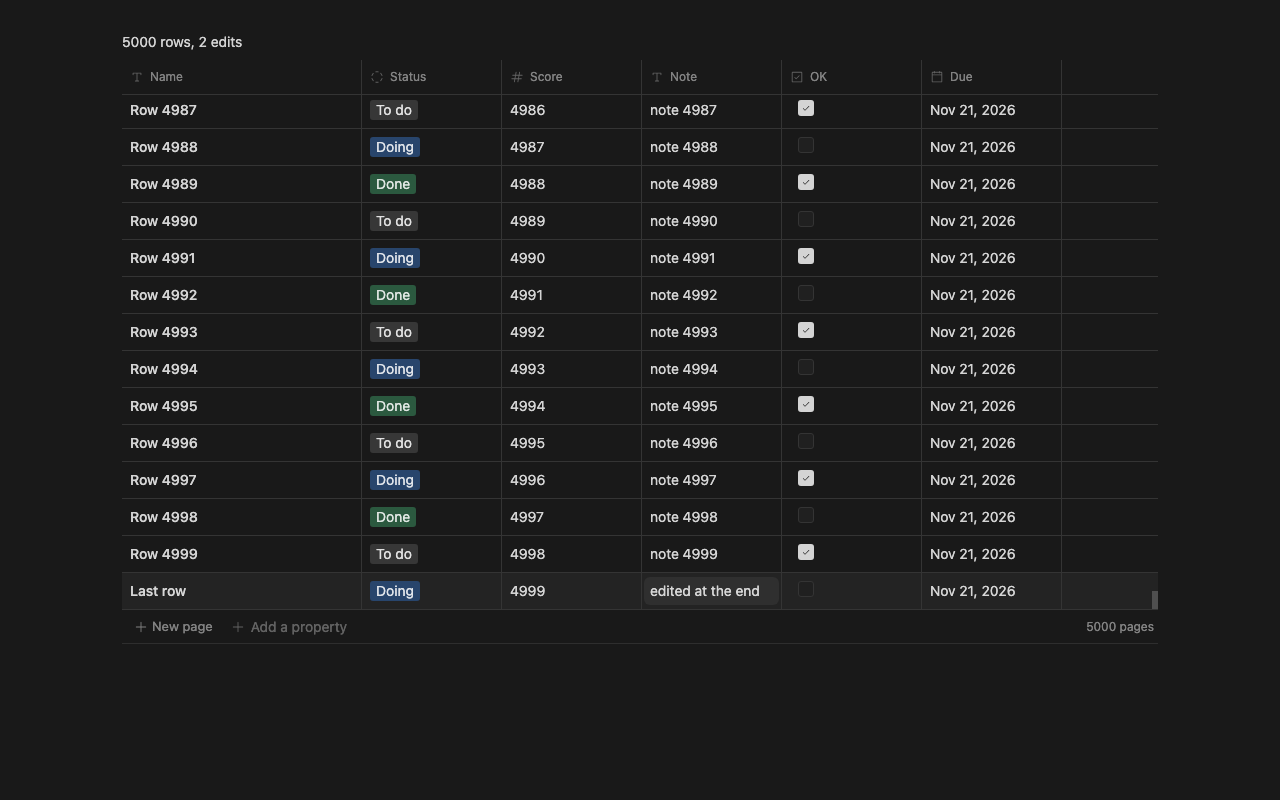 5000 rows, 2 edits
Name Status Score Note OK Due
Row 4987 To do 4986 note 4987 Nov 21, 2026
Row 4988 Doing 4987 note 4988 Nov 21, 2026
Row 4989 Done 4988 note 4989 Nov 21, 2026
Row 4990 To do 4989 note 4990 Nov 21, 2026
Row 4991 Doing 4990 note 4991 Nov 21, 2026
Row 4992 Done 4991 note 4992 Nov 21, 2026
Row 4993 To do 4992 note 4993 Nov 21, 2026
Row 4994 Doing 4993 note 4994 Nov 21, 2026
Row 4995 Done 4994 note 4995 Nov 21, 2026
Row 4996 To do 4995 note 4996 Nov 21, 2026
Row 4997 Doing 4996 note 4997 Nov 21, 2026
Row 4998 Done 4997 note 4998 Nov 21, 2026
Row 4999 To do 4998 note 4999 Nov 21, 2026
Last row Doing 4999 edited at the end Nov 21, 2026
New page Add a property 5000 pages